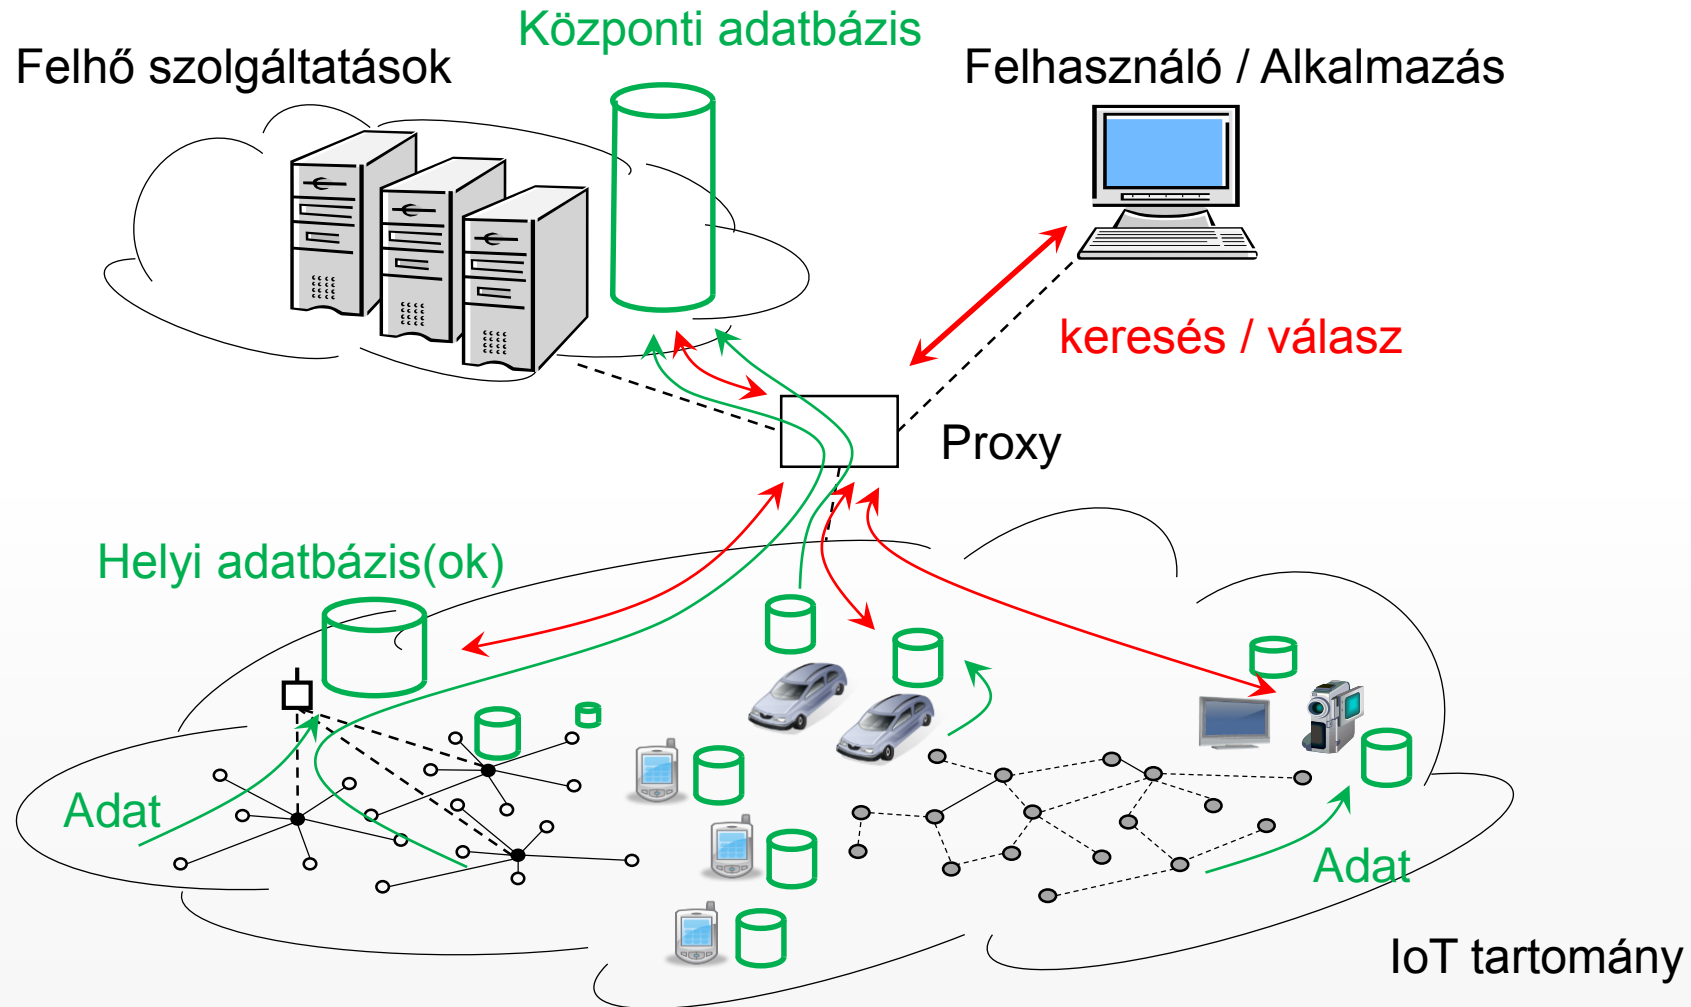 Központi adatbázis
Felhő szolgáltatások
Felhasználó / Alkalmazás
keresés / válasz
Proxy
Helyi adatbázis(ok)
Adat
Adat
IoT tartomány